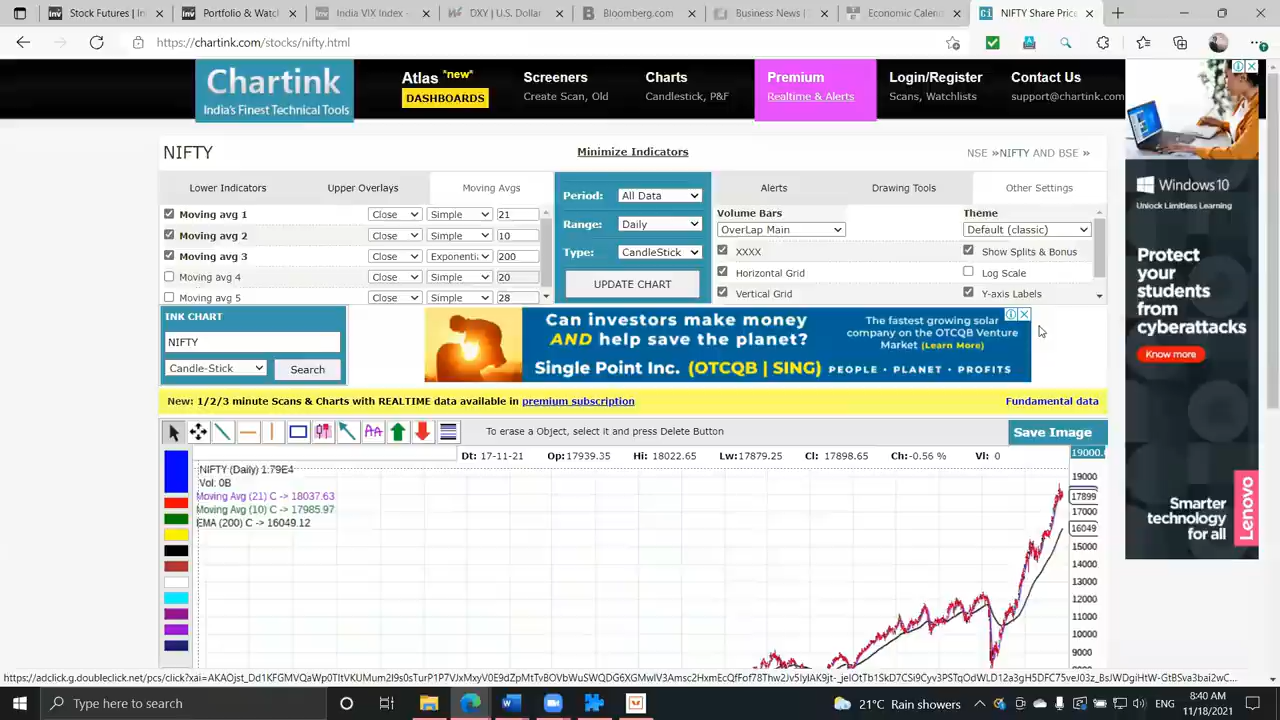 Stock Futures | In
Portfolio & Watc
India VIX Index -
DXY | U.S. Dollar
Bloomberg.com
Business News |
Economic Calen
NIFTY Share Price
https://chartink.com/stocks/nifty.html
Chartink
India's Finest Technical Tools
Atlas *new*
DASHBOARDS
Screeners
Create Scan, Old
Charts
Candlestick, P&F
Premium
Realtime & Alerts
Login/Register
Scans, Watchlists
Contact Us
support@chartink.com
NIFTY
Minimize Indicators
NSE »NIFTY AND BSE »
Lower Indicators
Upper Overlays
Moving Avgs
Alerts
Drawing Tools
Other Settings
Moving avg 1 Close Simple 21
Moving avg 2 Close Simple 10
Moving avg 3 Close Exponentia 200
Moving avg 4 Close Simple 20
Moving avg 5 Close Simple 28
Period: All Data
Range: Daily
Type: CandleStick
UPDATE CHART
Volume Bars
OverLap Main
XXXX
Horizontal Grid
Vertical Grid
Theme
Default (classic)
Show Splits & Bonus
Log Scale
Y-axis Labels
INK CHART
NIFTY
Candle-Stick
Search
Can investors make money
AND help save the planet?
Single Point Inc. (OTCQB | SING)
The fastest growing solar
company on the OTCQB Venture
Market (Learn More)
PEOPLE · PLANET · PROFITS
New: 1/2/3 minute Scans & Charts with REALTIME data available in premium subscription
Fundamental data
To erase a Object, select it and press Delete Button
Save Image
Dt: 17-11-21 Op:17939.35 Hi: 18022.65 Lw:17879.25 Cl: 17898.65 Ch:-0.56 % Vl: 0
NIFTY (Daily) 1.79E4
Vol: 0B
Moving Avg (21) C -> 18037.63
Moving Avg (10) C -> 17985.97
EMA (200) C -> 16049.12
19000.
19000
17899
17000
16049
15000
14000
13000
12000
11000
10000
9000
Windows 10
Unlock Limitless Learning.
Protect
your
students
from
cyberattacks
Know more
Smarter
technology
for all
Lenovo
Type here to search
21°C Rain showers
ENG
8:40 AM
11/18/2021